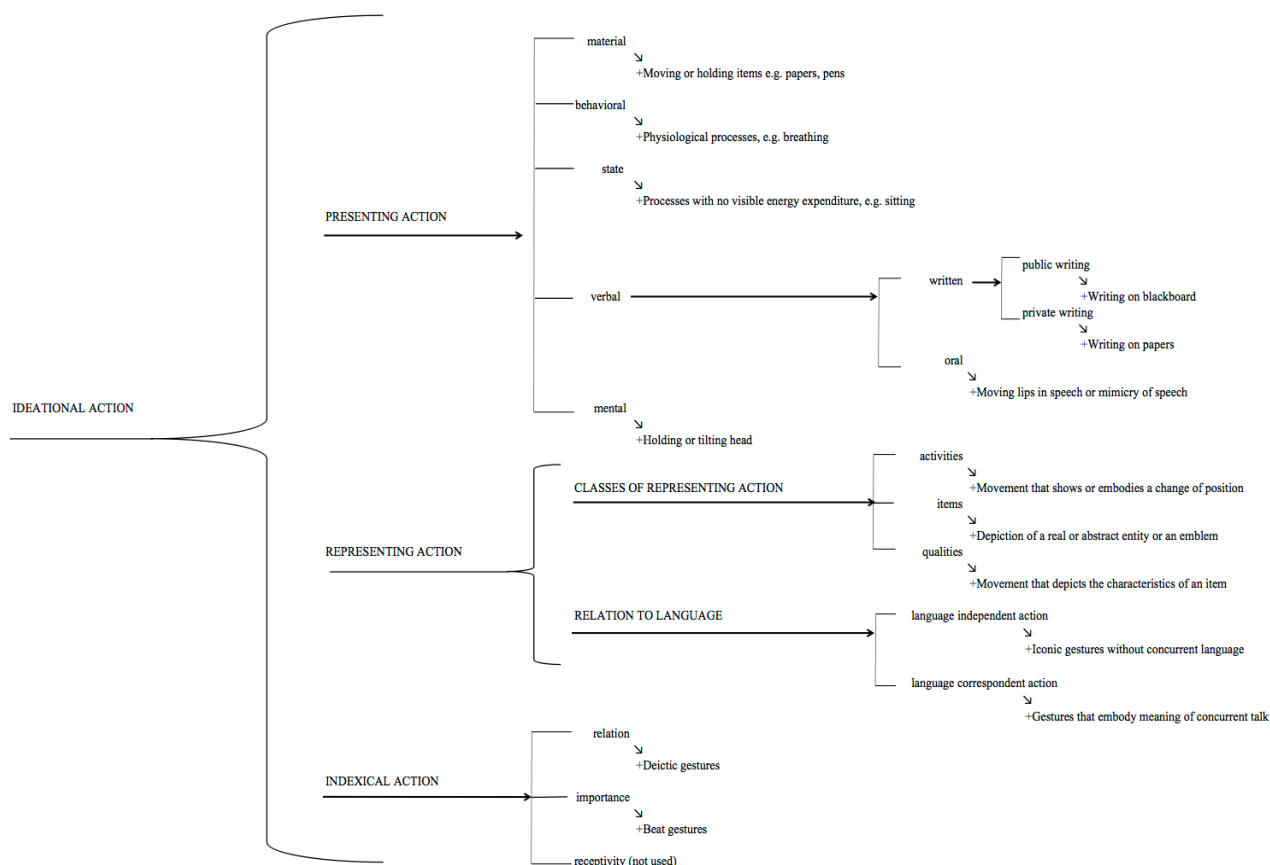 material
↘
+Moving or holding items e.g. papers, pens
behavioral
↘
+Physiological processes, e.g. breathing
state
↘
+Processes with no visible energy expenditure, e.g. sitting
PRESENTING ACTION
public writing
written
↘
verbal
+Writing on blackboard
private writing
↘
+Writing on papers
oral
↘
+Moving lips in speech or mimicry of speech
IDEATIONAL ACTION
mental
↘
+Holding or tilting head
activities
↘
CLASSES OF REPRESENTING ACTION
+Movement that shows or embodies a change of position
items
↘
+Depiction of a real or abstract entity or an emblem
REPRESENTING ACTION
qualities
↘
+Movement that depicts the characteristics of an item
RELATION TO LANGUAGE
language independent action
↘
+Iconic gestures without concurrent language
language correspondent action
↘
+Gestures that embody meaning of concurrent talk
relation
↘
+Deictic gestures
INDEXICAL ACTION
importance
↘
+Beat gestures
receptivity (not used)